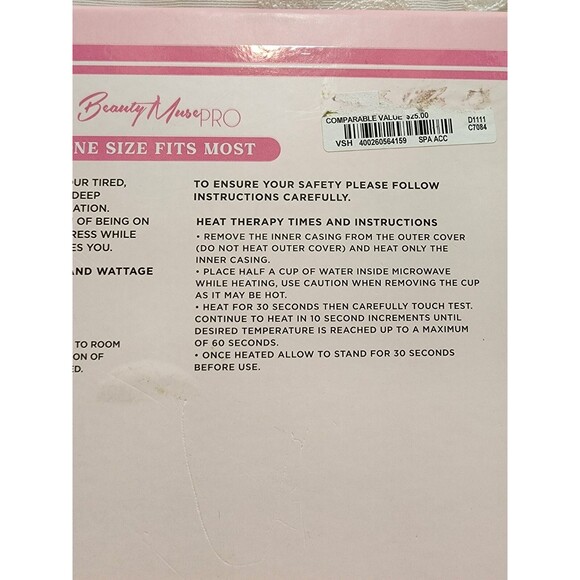 Beauty Muse PRO
NE SIZE FITS MOST
COMPARABLE VALUE $25.00 D1111
C7084
VSH 400260564159 SPA ACC
UR TIRED,
DEEP
ATION.
OF BEING ON
RESS WHILE
ES YOU.
AND WATTAGE
TO ROOM
ON OF
ED.
TO ENSURE YOUR SAFETY PLEASE FOLLOW
INSTRUCTIONS CAREFULLY.
HEAT THERAPY TIMES AND INSTRUCTIONS
• REMOVE THE INNER CASING FROM THE OUTER COVER
(DO NOT HEAT OUTER COVER) AND HEAT ONLY THE
INNER CASING.
• PLACE HALF A CUP OF WATER INSIDE MICROWAVE
WHILE HEATING, USE CAUTION WHEN REMOVING THE CUP
AS IT MAY BE HOT.
• HEAT FOR 30 SECONDS THEN CAREFULLY TOUCH TEST.
CONTINUE TO HEAT IN 10 SECOND INCREMENTS UNTIL
DESIRED TEMPERATURE IS REACHED UP TO A MAXIMUM
OF 60 SECONDS.
• ONCE HEATED ALLOW TO STAND FOR 30 SECONDS
BEFORE USE.